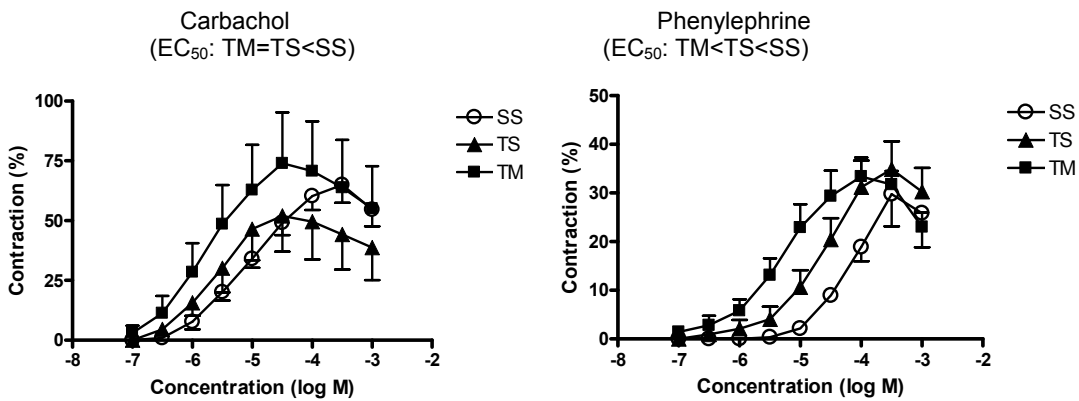 Carbachol
(EC50: TM=TS<SS)
100
75
50
25
0
Contraction (%)
-8 -7 -6 -5 -4 -3 -2
Concentration (log M)
SS
TS
TM
Phenylephrine
(EC50: TM<TS<SS)
50
40
30
20
10
0
Contraction (%)
-8 -7 -6 -5 -4 -3 -2
Concentration (log M)
SS
TS
TM